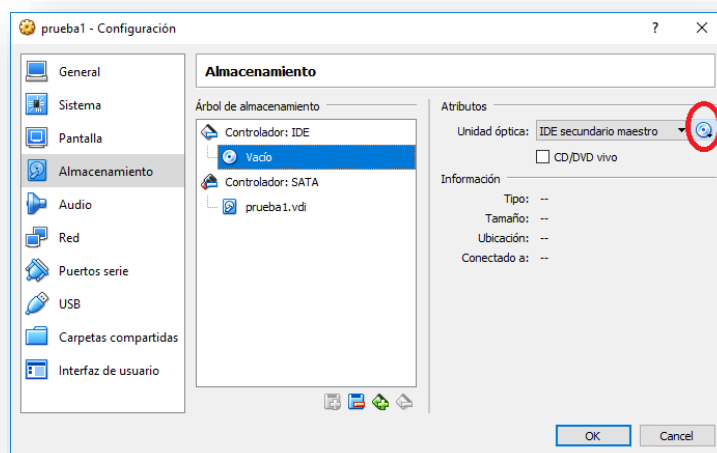 prueba1 - Configuración
?
General
Sistema
Pantalla
Almacenamiento
Audio
Red
Puertos serie
USB
Carpetas compartidas
Interfaz de usuario
Almacenamiento
Árbol de almacenamiento
Controlador: IDE
Vacío
Controlador: SATA
prueba1.vdi
Atributos
Unidad óptica: IDE secundario maestro
CD/DVD vivo
Información
Tipo: --
Tamaño: --
Ubicación: --
Conectado a: --
OK Cancel